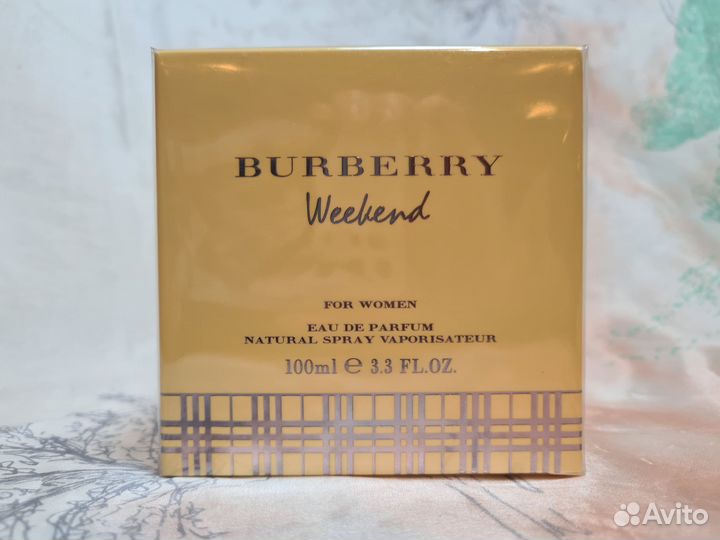 BURBERRY
Weekend
FOR WOMEN
EAU DE PARFUM
NATURAL SPRAY VAPORISATEUR
100ml e 3.3 FL.OZ.
Avito